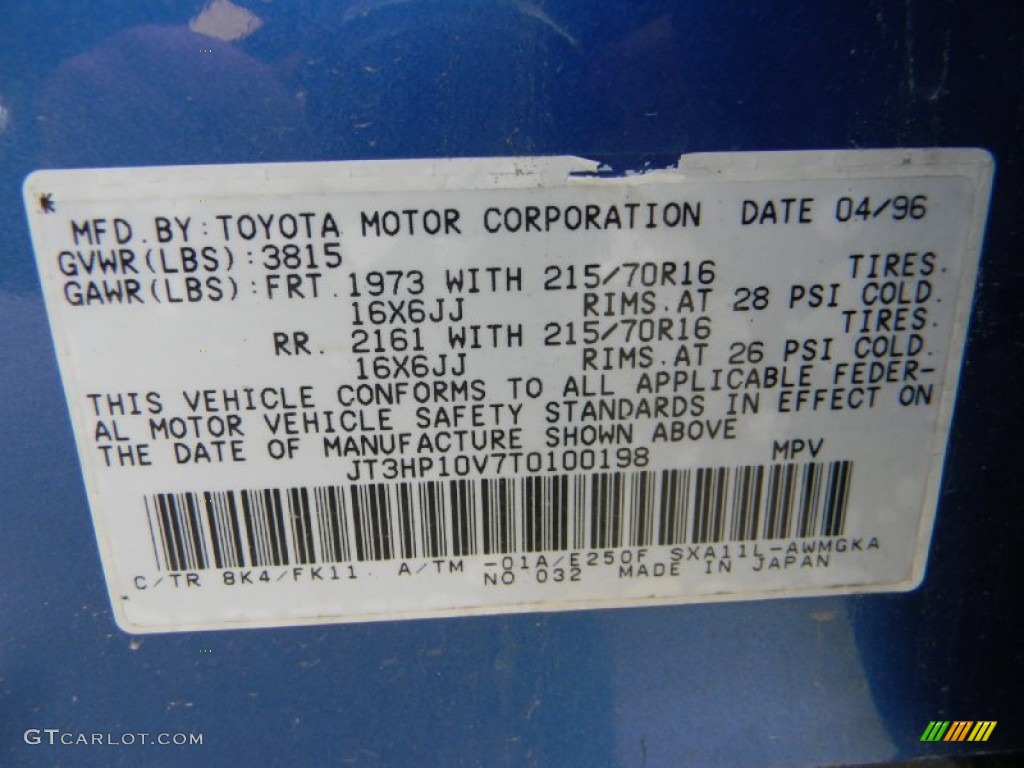 MFD. BY: TOYOTA MOTOR CORPORATION DATE 04/96
GVWR(LBS): 3815
GAWR(LBS): FRT. 1973 WITH 215/70R16 TIRES.
16X6JJ RIMS. AT 28 PSI COLD.
RR. 2161 WITH 215/70R16 TIRES.
16X6JJ RIMS. AT 26 PSI COLD.
THIS VEHICLE CONFORMS TO ALL APPLICABLE FEDER-
AL MOTOR VEHICLE SAFETY STANDARDS IN EFFECT ON
THE DATE OF MANUFACTURE SHOWN ABOVE
JT3HP10V7T0100198 MPV
C/TR 8K4/FK11 A/TM -01A/E250F SXA11L-AWMGKA
NO 032 MADE IN JAPAN
GTCARLOT.COM